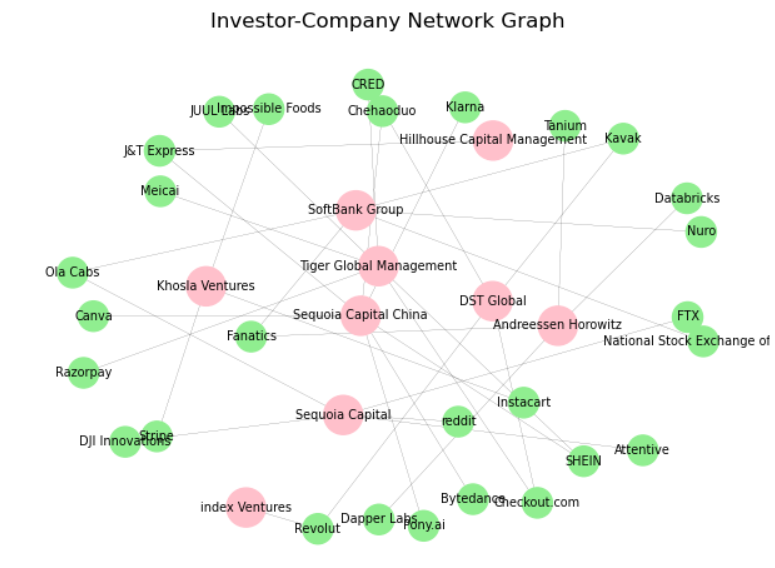 Investor-Company Network Graph
CRED
JUUL Labs
Impossible Foods
Chehaoduo
Klarna
Tanium
Hillhouse Capital Management
Kavak
J&T Express
Meicai
Databricks
SoftBank Group
Nuro
Tiger Global Management
Ola Cabs
Khosla Ventures
DST Global
Canva
Sequoia Capital China
FTX
Andreessen Horowitz
Fanatics
National Stock Exchange of
Razorpay
Instacart
Sequoia Capital
reddit
DJI Innovations
Stripe
Attentive
SHEIN
Bytedance
Checkout.com
index Ventures
Dapper Labs
Pony.ai
Revolut